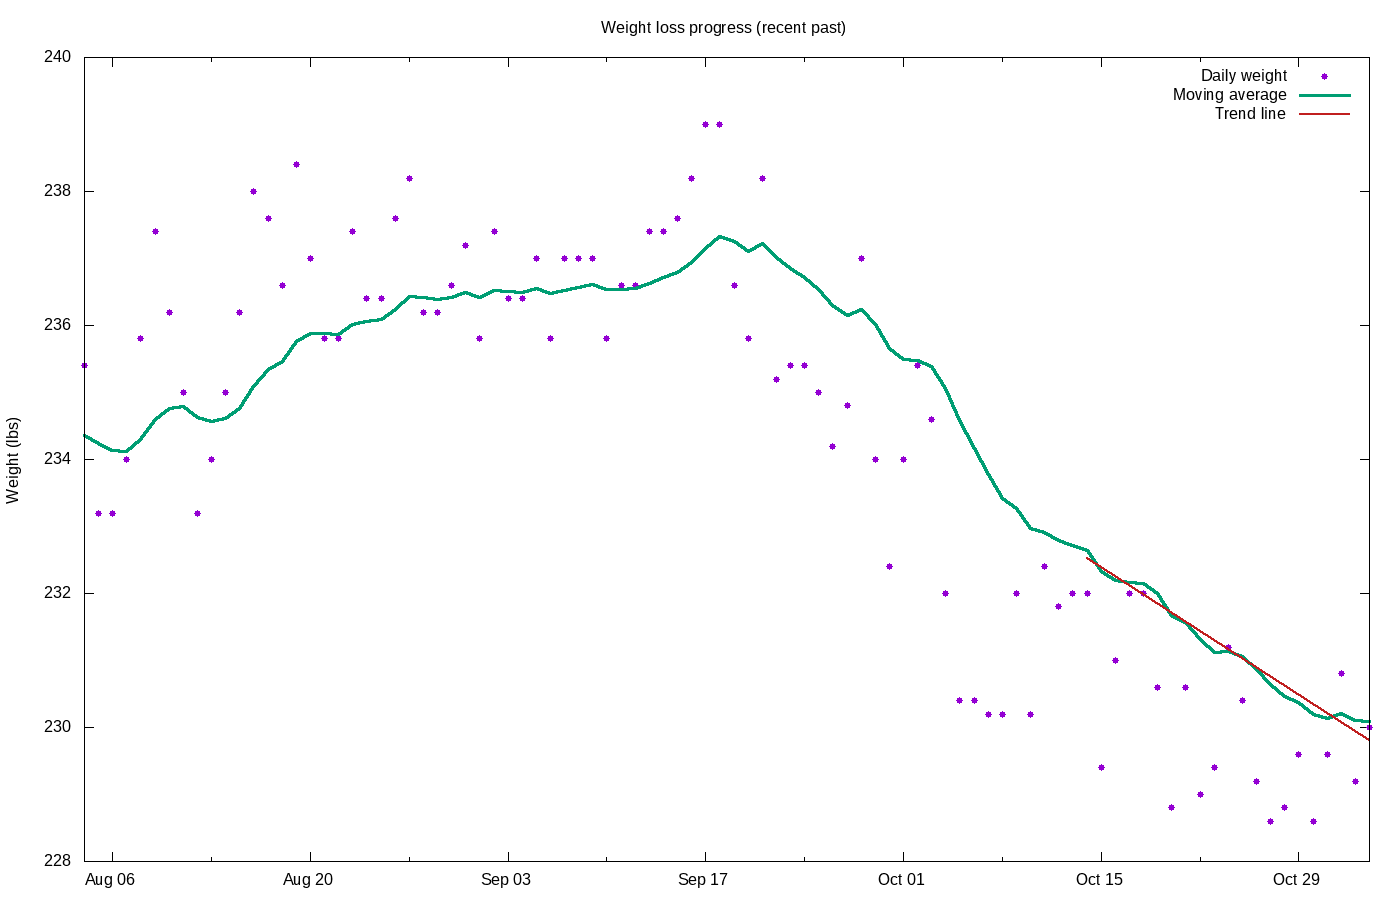 Weight loss progress (recent past)
240
238
236
234
232
230
228
Weight (lbs)
Daily weight
Moving average
Trend line
Aug 06
Aug 20
Sep 03
Sep 17
Oct 01
Oct 15
Oct 29